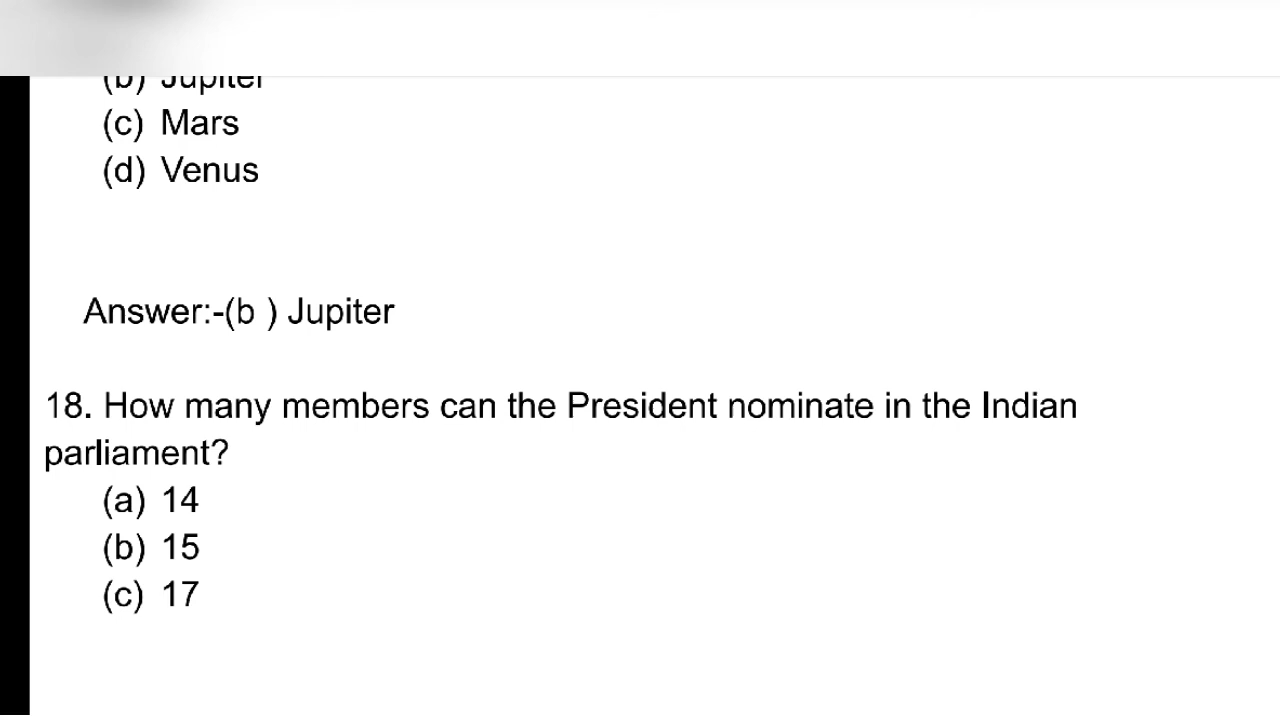 (b) Jupiter
(c) Mars
(d) Venus
Answer:-(b ) Jupiter
18. How many members can the President nominate in the Indian
parliament?
(a) 14
(b) 15
(c) 17